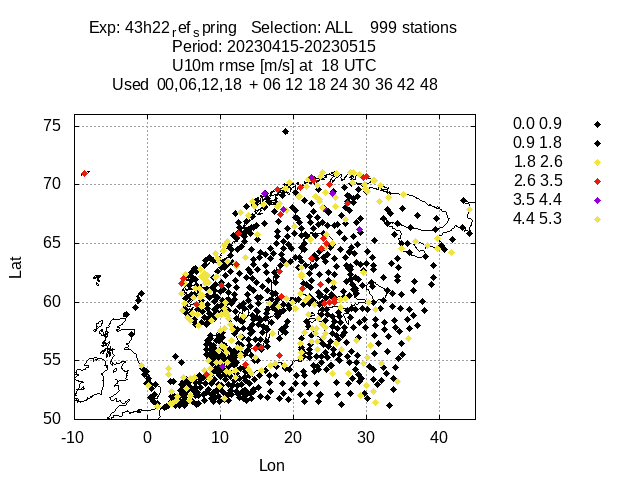 Exp: 43h22_ref_spring Selection: ALL 999 stations
Period: 20230415-20230515
U10m rmse [m/s] at 18 UTC
Used 00,06,12,18 + 06 12 18 24 30 36 42 48
0.0 0.9
0.9 1.8
1.8 2.6
2.6 3.5
3.5 4.4
4.4 5.3
75
70
65
60
55
50
Lat
-10 0 10 20 30 40
Lon